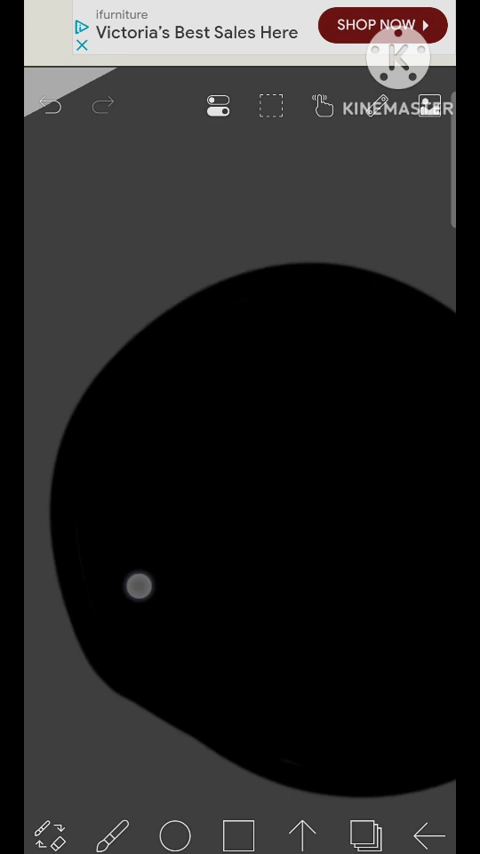 ifurniture
Victoria's Best Sales Here
SHOP NOW
K
KINEMASTER